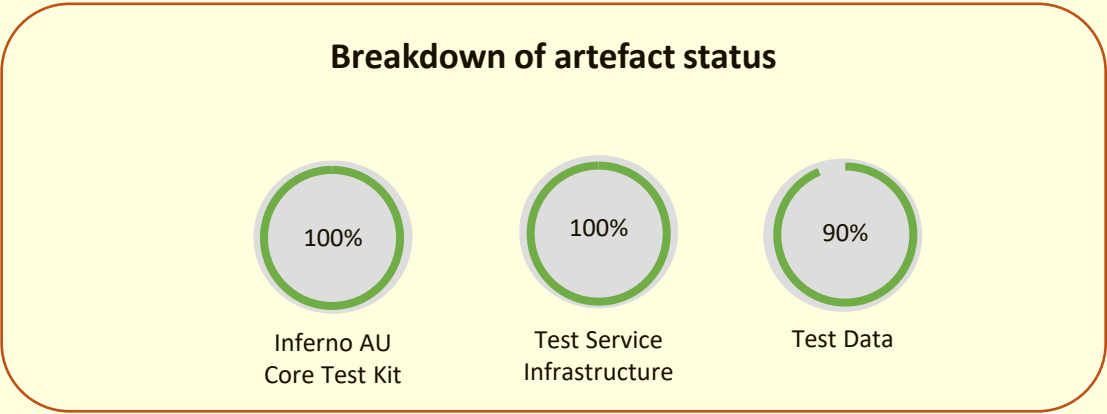 Breakdown of artefact status
100%
100%
90%
Inferno AU
Core Test Kit
Test Service
Infrastructure
Test Data